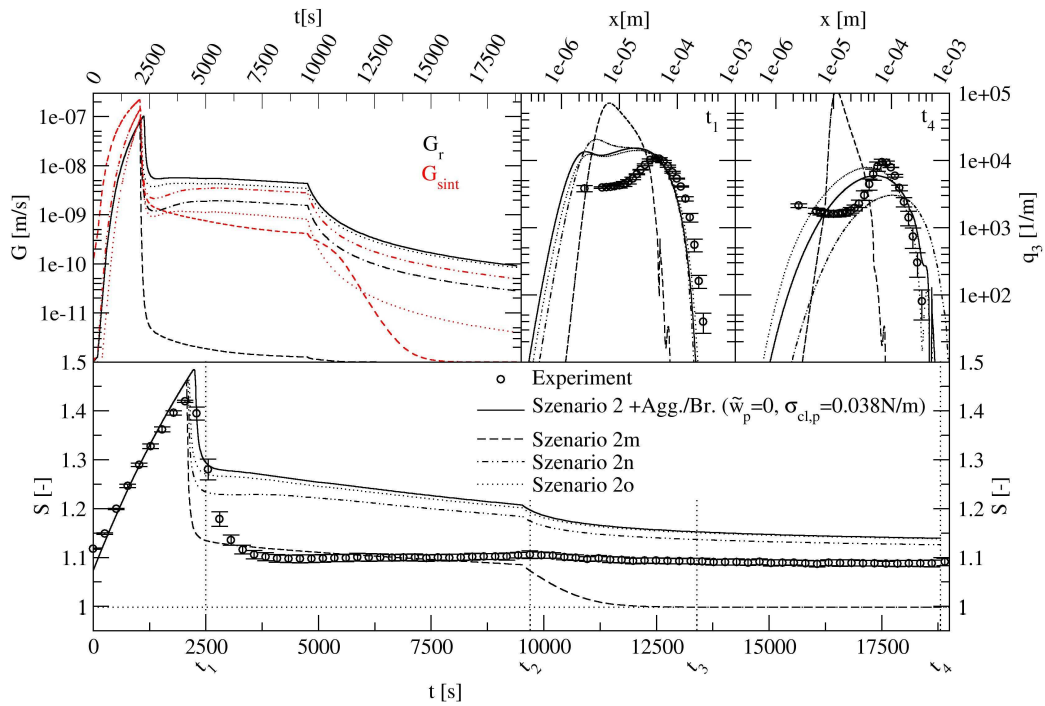 t[s] x[m] x [m]
0 2500 5000 7500 10000 12500 15000 17500 1e-06 1e-05 1e-04 1e-03 1e-06 1e-05 1e-04 1e-03
G [m/s]
1e-07
1e-08
1e-09
1e-10
1e-11
G_r
G_sint
t_1
t_4
1e+05
1e+04
1e+03
1e+02
q_3 [1/m]
S [-]
1.5
1.4
1.3
1.2
1.1
1
Experiment
Szenario 2 +Agg./Br. (w̃_p=0, σ_cl,p=0.038N/m)
Szenario 2m
Szenario 2n
Szenario 2o
1.5
1.4
1.3
1.2
1.1
1
S [-]
0 2500 5000 7500 10000 12500 15000 17500
t_1 t_2 t_3 t_4
t [s]